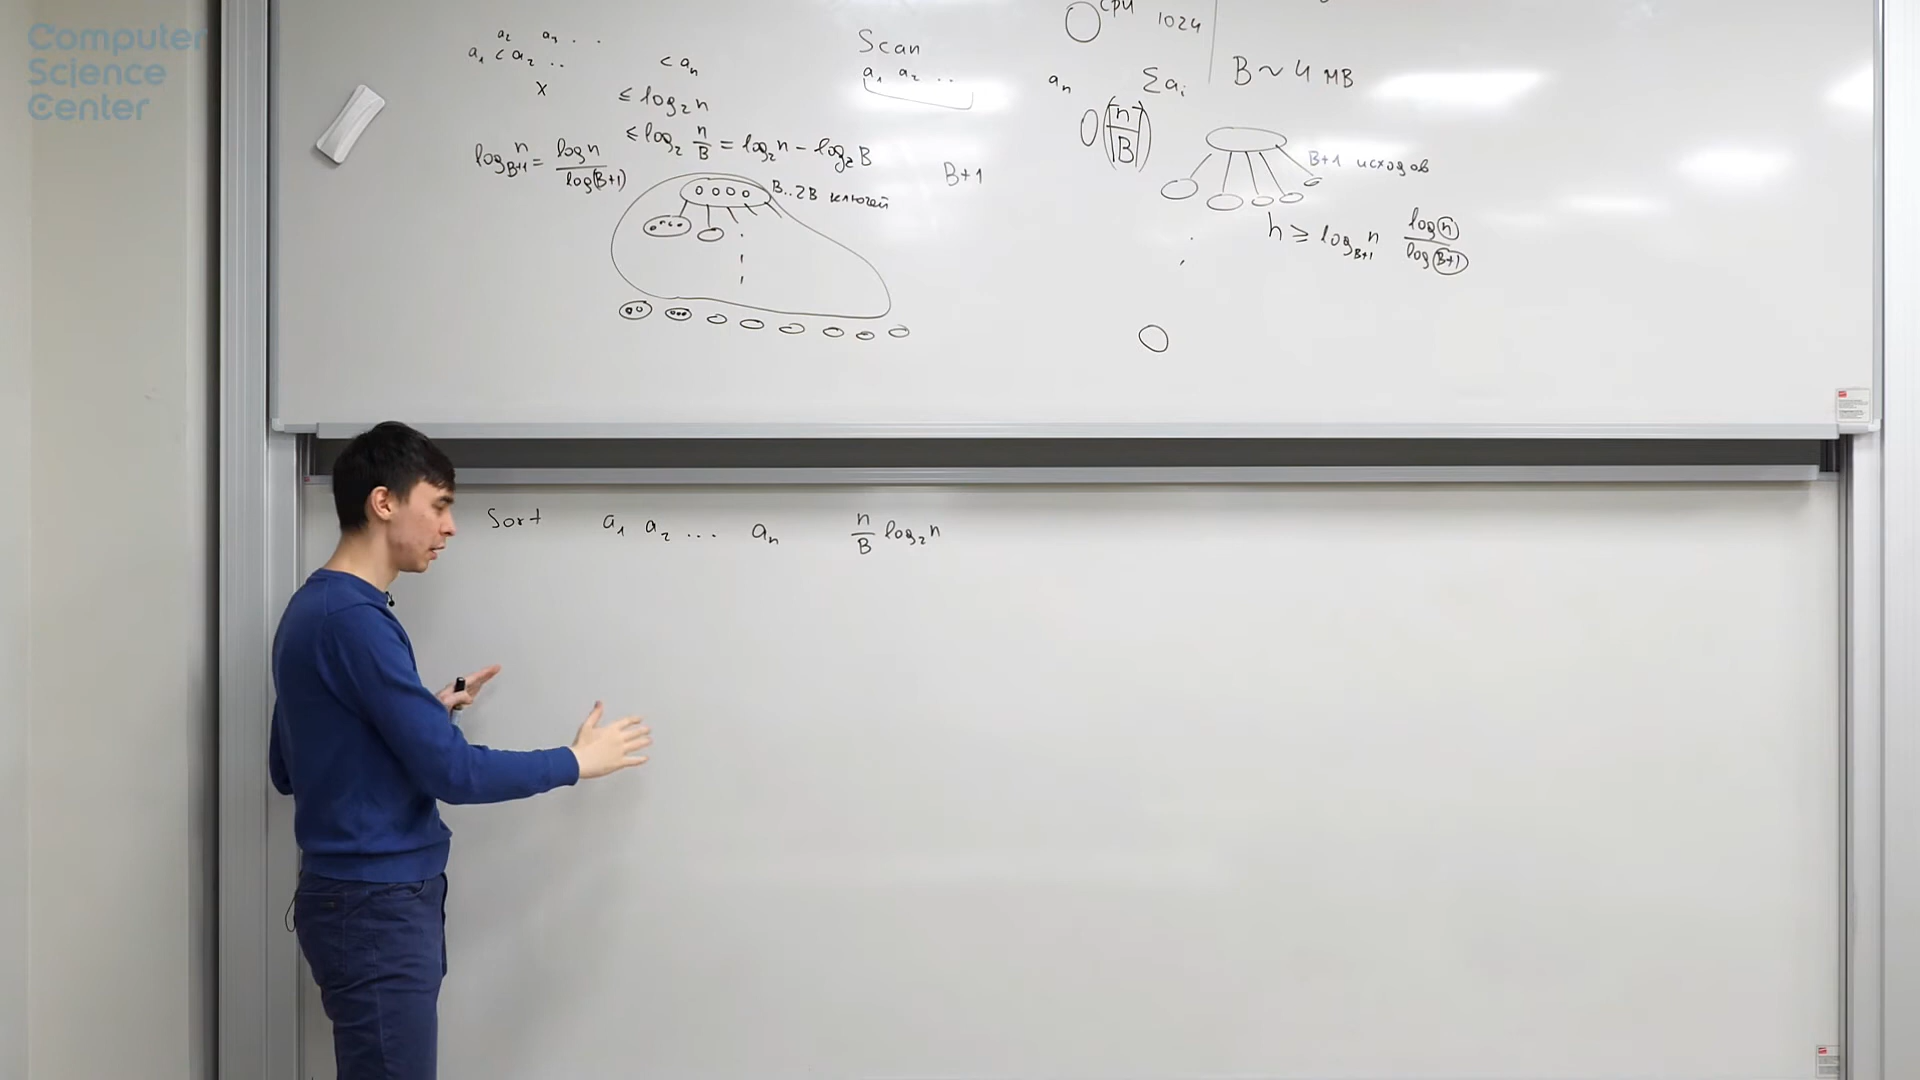 Computer
Science
Center
a₂ a₃ . . .
a₁ < a₂ ..
< aₙ
x
≤ log₂ n
≤ log₂ n/B = log₂ n − log₂ B
log_{B+1} n = log n / log(B+1)
B..2B ключей
B+1
Scan
a₁ a₂ ..
aₙ
Σaᵢ
O(⌈n/B⌉)
CPU
1024
B ~ 4 MB
B+1 исходов
h ≥ log_{B+1} n
log n / log(B+1)
Sort a₁ a₂ ... aₙ n/B log₂ n